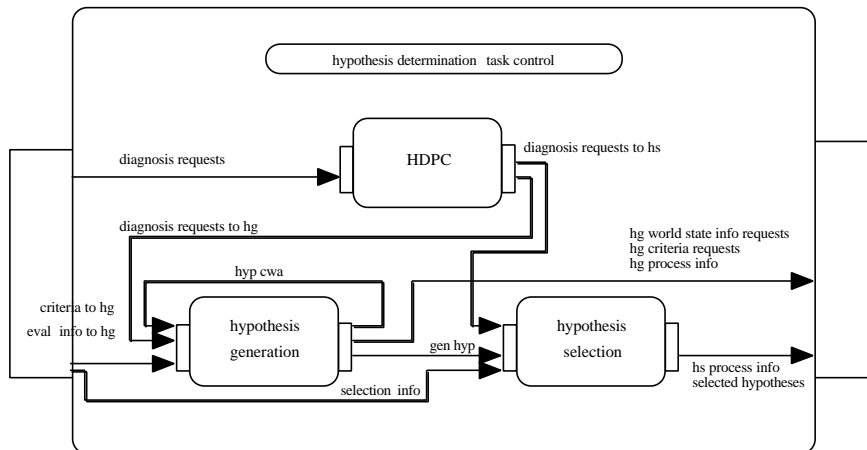 hypothesis determination task control
diagnosis requests
HDPC
diagnosis requests to hs
diagnosis requests to hg
hg world state info requests
hg criteria requests
hg process info
hyp cwa
criteria to hg
eval info to hg
hypothesis
generation
gen hyp
hypothesis
selection
selection info
hs process info
selected hypotheses